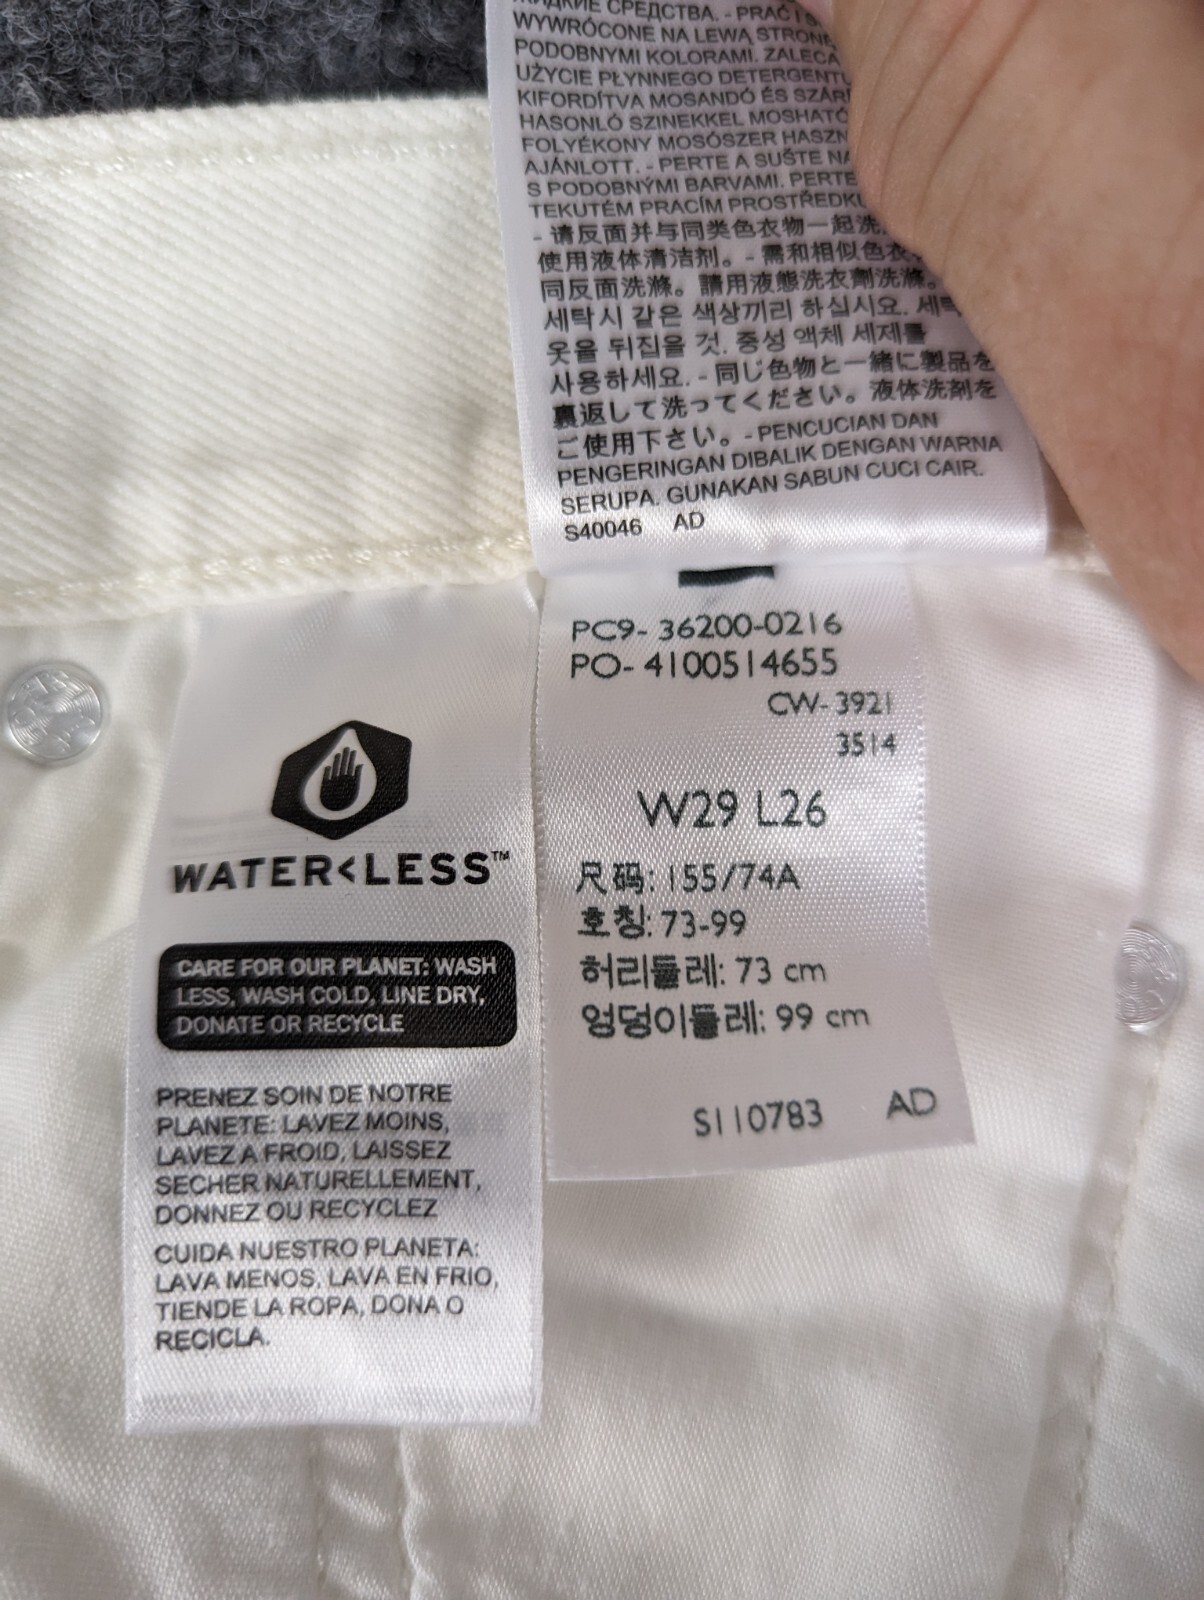 СРЕДСТВА. - PRAĆ I
WYWRÓCONE NA LEWĄ STRONĘ
PODOBNYMI KOLORAMI. ZALECA
UŻYCIE PŁYNNEGO DETERGENTU
KIFORDÍTVA MOSANDÓ ÉS
HASONLÓ SZINEKKEL
FOLYÉKONY MOSÓSZER
AJÁNLOTT. - PERTE A SUŠTE
S PODOBNÝMI BARVAMI. PERTE
TEKUTÉM PRACÍM
- 请反面并与同类色衣物一起洗
使用液体清洁剂。 - 需和相似色衣
同反面洗滌。請用液態洗衣劑洗滌。
세탁시 같은 색상끼리 하십시요.
옷을 뒤집을 것. 중성 액체 세제를
사용하세요. - 同じ色物と一緒に製品を
裏返して洗ってください。液体洗剤を
ご使用下さい。 - PENCUCIAN DAN
PENGERINGAN DIBALIK DENGAN WARNA
SERUPA. GUNAKAN SABUN CUCI CAIR.
S40046 AD
PC9- 36200-0216
PO- 4100514655
CW- 3921
3514
W29 L26
尺码: 155/74A
호칭: 73-99
허리둘레: 73 cm
엉덩이둘레: 99 cm
S110783 AD
WATER<LESS™
CARE FOR OUR PLANET: WASH
LESS, WASH COLD, LINE DRY,
DONATE OR RECYCLE
PRENEZ SOIN DE NOTRE
PLANETE: LAVEZ MOINS,
LAVEZ A FROID, LAISSEZ
SECHER NATURELLEMENT,
DONNEZ OU RECYCLEZ
CUIDA NUESTRO PLANETA:
LAVA MENOS, LAVA EN FRIO,
TIENDE LA ROPA, DONA O
RECICLA.